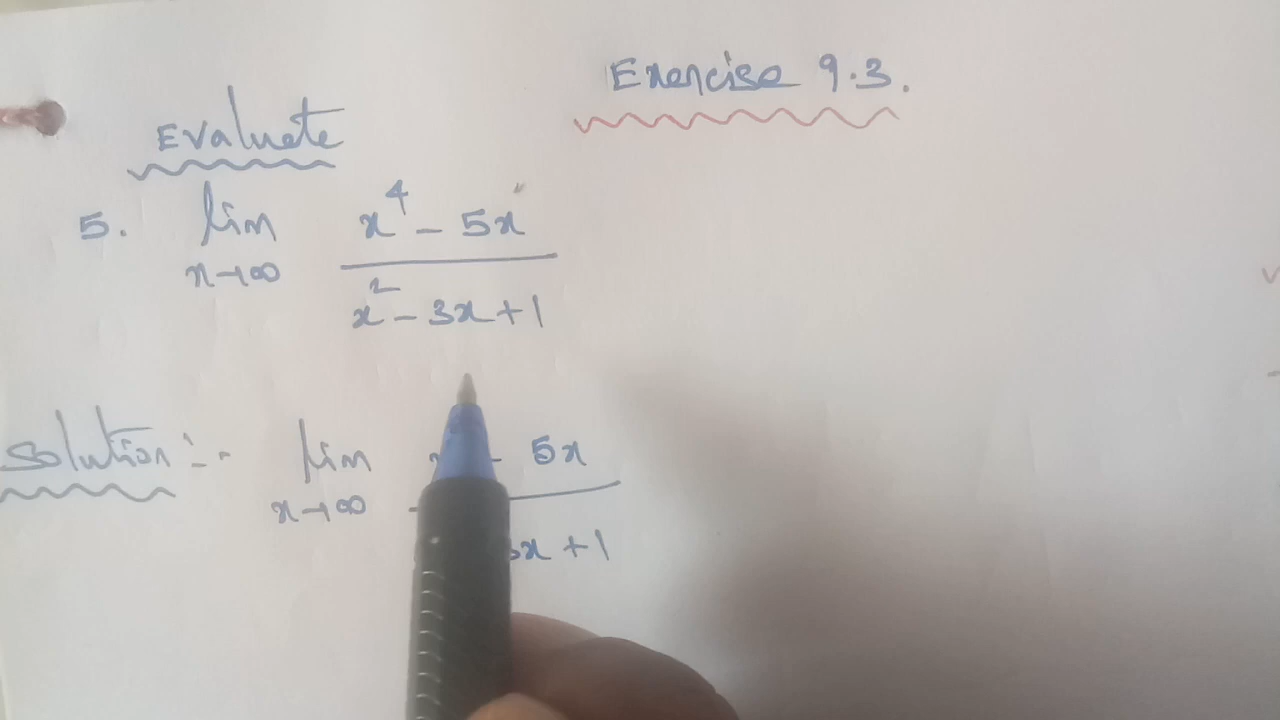 Exercise 9.3.
Evaluate
5. lim x→∞ x⁴ - 5x
x² - 3x + 1
Solution :- lim x→∞ - 5x
x + 1